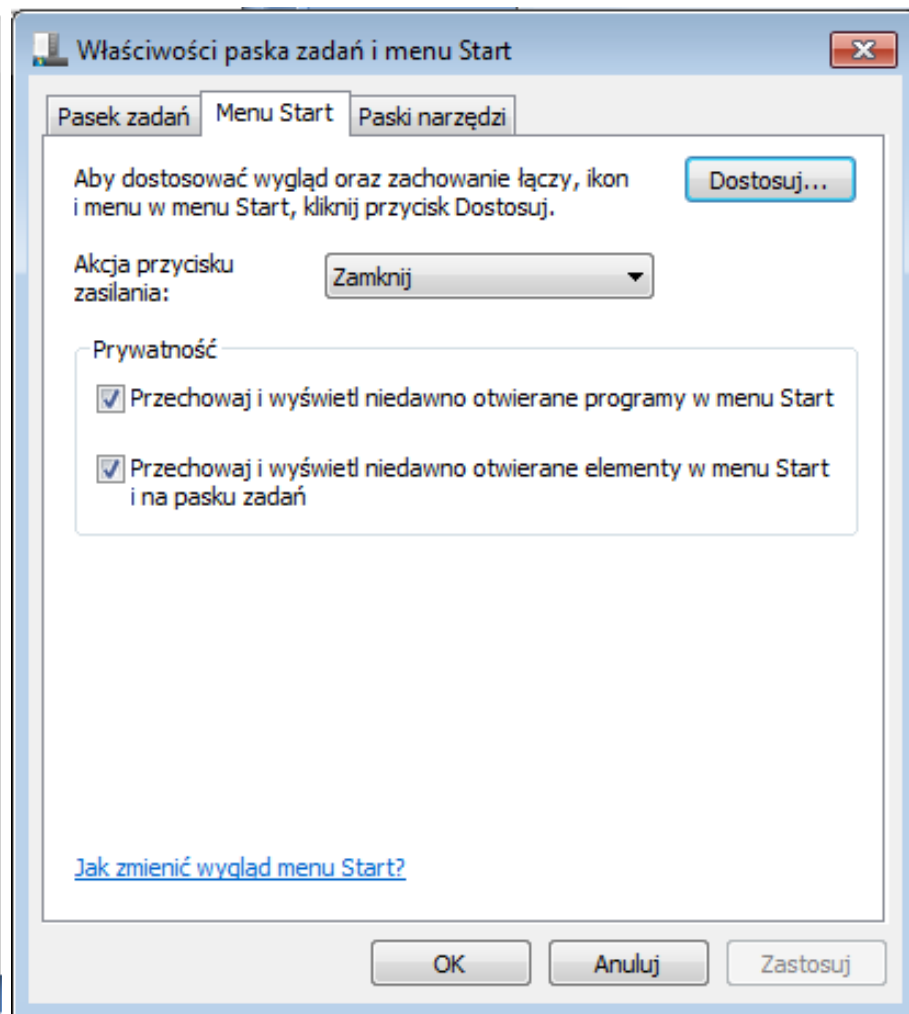 Właściwości paska zadań i menu Start
Pasek zadań Menu Start Paski narzędzi
Aby dostosować wygląd oraz zachowanie łączy, ikon
i menu w menu Start, kliknij przycisk Dostosuj.
Dostosuj...
Akcja przycisku
zasilania:
Zamknij
Prywatność
Przechowaj i wyświetl niedawno otwierane programy w menu Start
Przechowaj i wyświetl niedawno otwierane elementy w menu Start
i na pasku zadań
Jak zmienić wygląd menu Start?
OK Anuluj Zastosuj